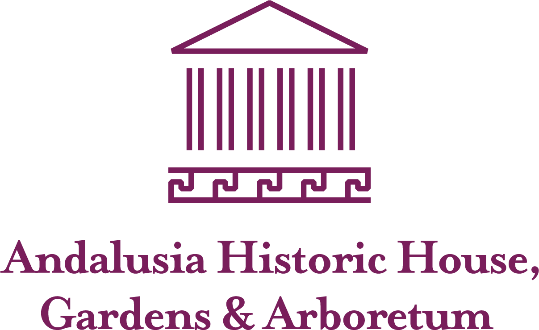 Andalusia Historic House,
Gardens & Arboretum